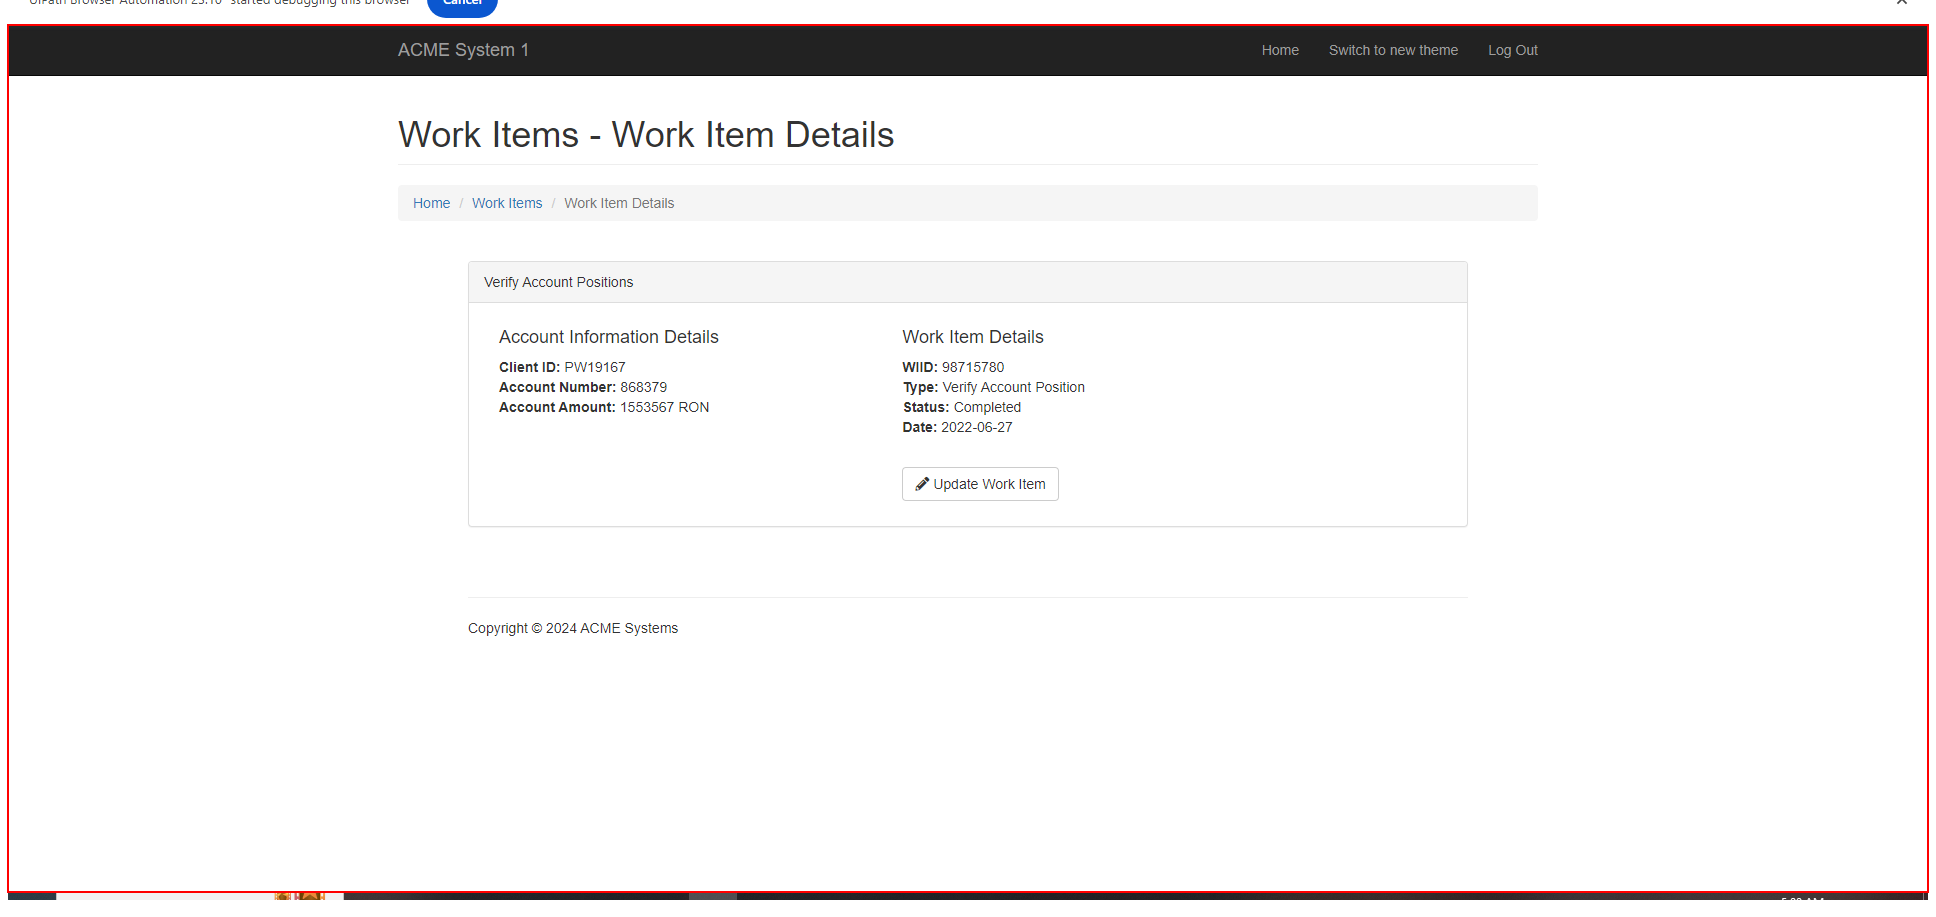 UiPath Browser Automation 23.10" started debugging this browser Cancel
ACME System 1 Home Switch to new theme Log Out
Work Items - Work Item Details
Home / Work Items / Work Item Details
Verify Account Positions
Account Information Details
Client ID: PW19167
Account Number: 868379
Account Amount: 1553567 RON
Work Item Details
WIID: 98715780
Type: Verify Account Position
Status: Completed
Date: 2022-06-27
Update Work Item
Copyright © 2024 ACME Systems